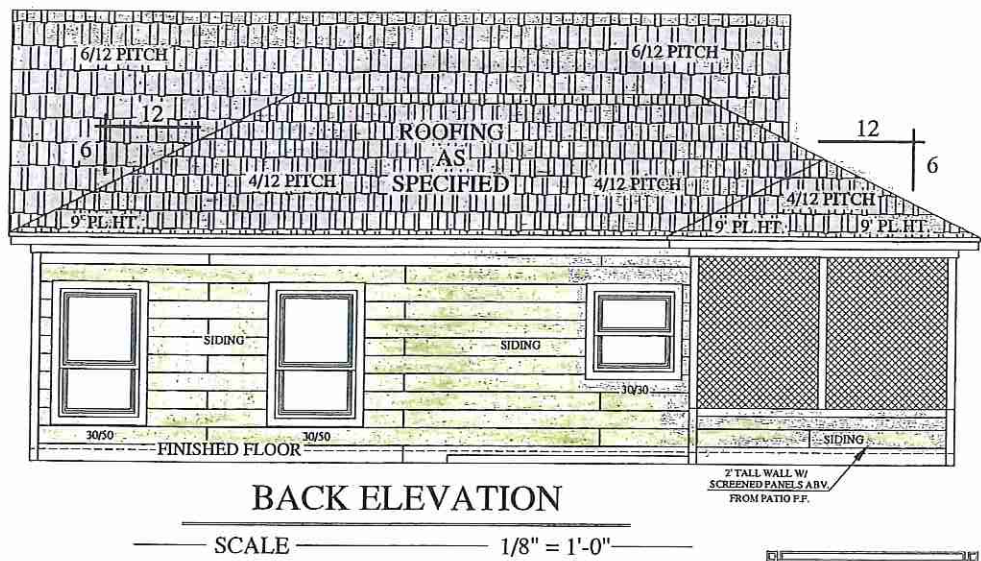 6/12 PITCH
6/12 PITCH
12
6
ROOFING
AS
SPECIFIED
12
6
4/12 PITCH
4/12 PITCH
4/12 PITCH
9' PL.HT.
9' PL.HT.
9' PL.HT.
SIDING
SIDING
30/30
30/50
30/50
SIDING
FINISHED FLOOR
2' TALL WALL W/
SCREENED PANELS ABV.
FROM PATIO F.F.
BACK ELEVATION
SCALE 1/8" = 1'-0"